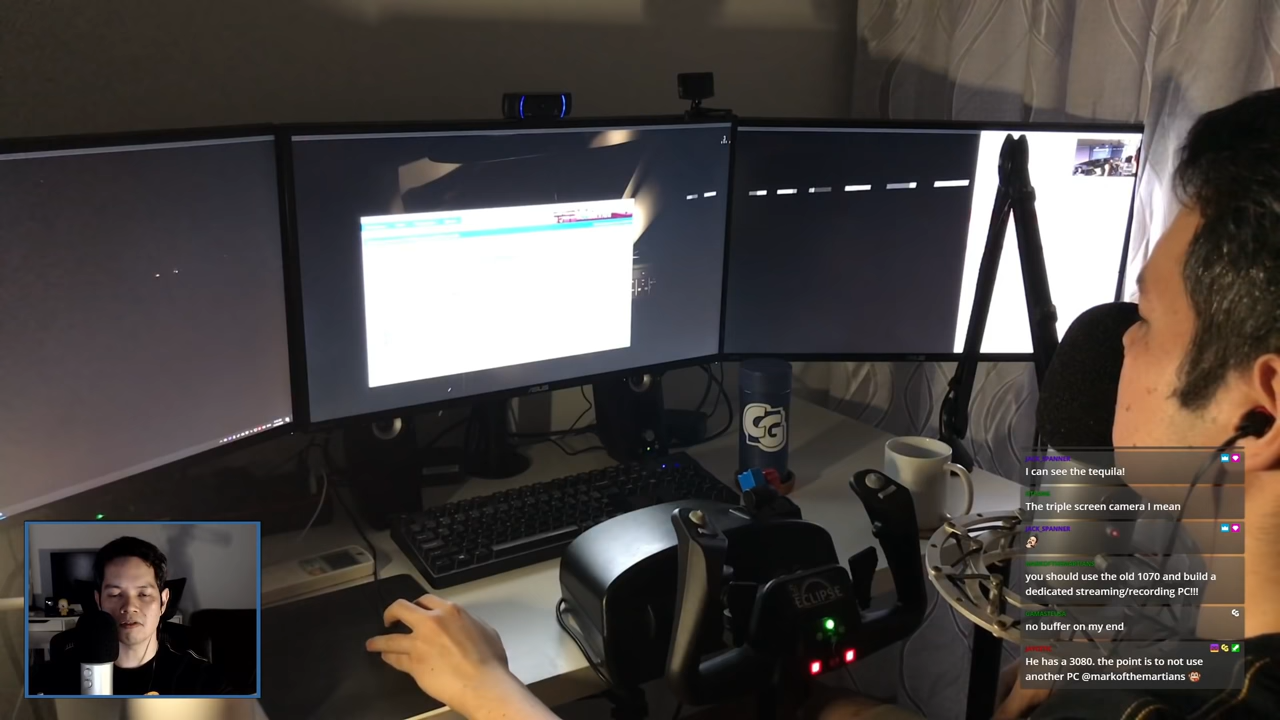 ASUS
GG
ECLIPSE
JACK_SPANNER
I can see the tequila!
The triple screen camera I mean
JACK_SPANNER
you should use the old 1070 and build a
dedicated streaming/recording PC!!!
no buffer on my end
He has a 3080. the point is to not use
another PC @markofthemartians